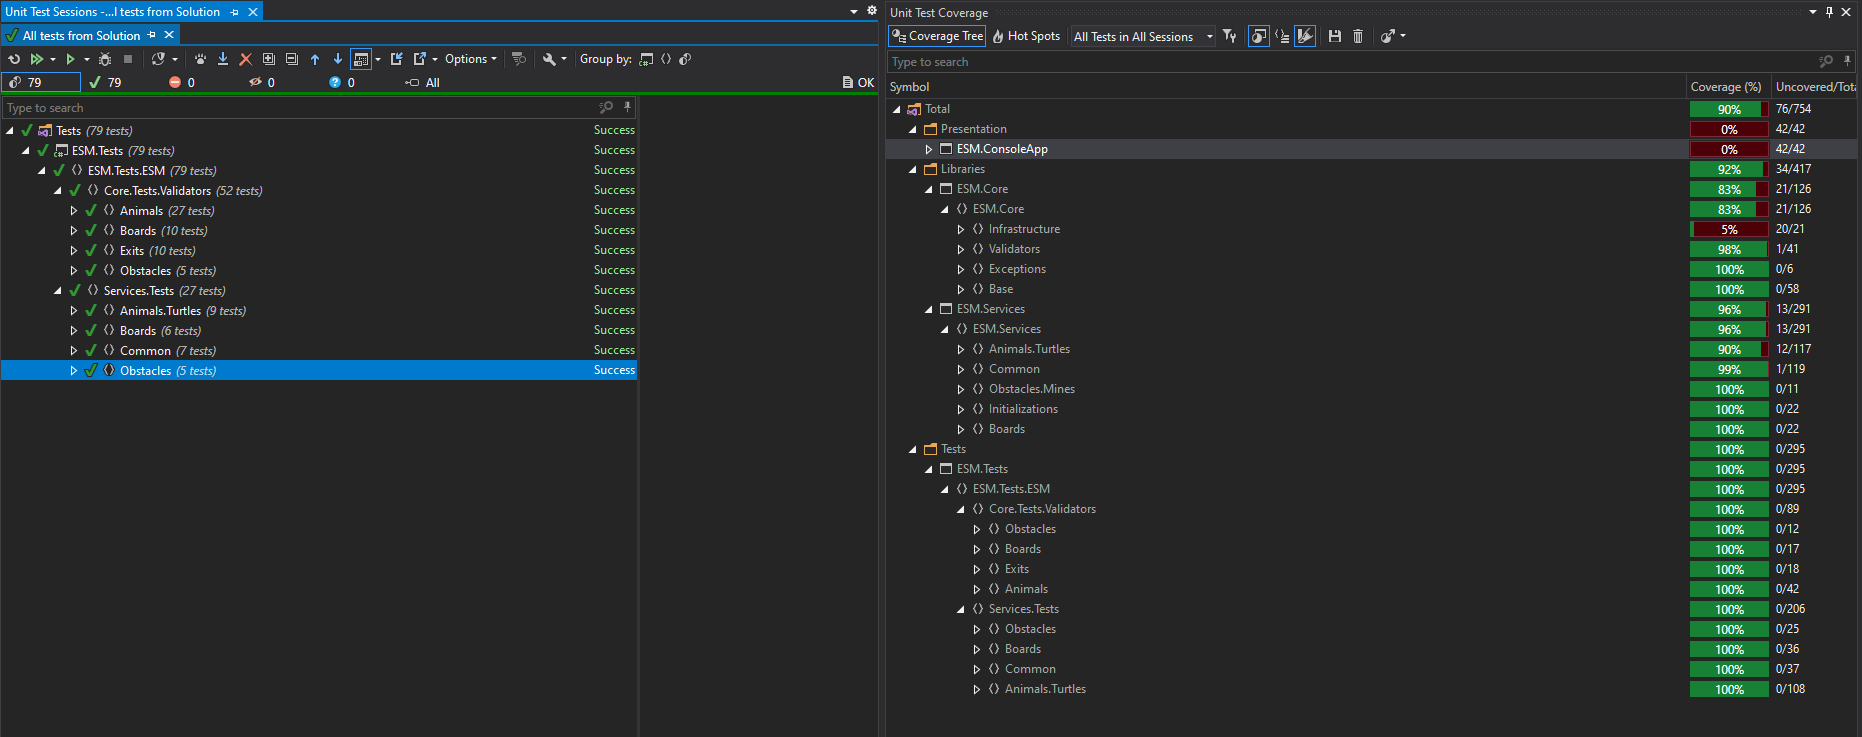 Unit Test Sessions -...l tests from Solution
All tests from Solution
Options
Group by:
79
79
0
0
0
All
OK
Type to search
Tests (79 tests) Success
ESM.Tests (79 tests) Success
ESM.Tests.ESM (79 tests) Success
Core.Tests.Validators (52 tests) Success
Animals (27 tests) Success
Boards (10 tests) Success
Exits (10 tests) Success
Obstacles (5 tests) Success
Services.Tests (27 tests) Success
Animals.Turtles (9 tests) Success
Boards (6 tests) Success
Common (7 tests) Success
Obstacles (5 tests) Success
Unit Test Coverage
Coverage Tree Hot Spots All Tests in All Sessions
Type to search
Symbol Coverage (%) Uncovered/Tota
Total 90% 76/754
Presentation 0% 42/42
ESM.ConsoleApp 0% 42/42
Libraries 92% 34/417
ESM.Core 83% 21/126
ESM.Core 83% 21/126
Infrastructure 5% 20/21
Validators 98% 1/41
Exceptions 100% 0/6
Base 100% 0/58
ESM.Services 96% 13/291
ESM.Services 96% 13/291
Animals.Turtles 90% 12/117
Common 99% 1/119
Obstacles.Mines 100% 0/11
Initializations 100% 0/22
Boards 100% 0/22
Tests 100% 0/295
ESM.Tests 100% 0/295
ESM.Tests.ESM 100% 0/295
Core.Tests.Validators 100% 0/89
Obstacles 100% 0/12
Boards 100% 0/17
Exits 100% 0/18
Animals 100% 0/42
Services.Tests 100% 0/206
Obstacles 100% 0/25
Boards 100% 0/36
Common 100% 0/37
Animals.Turtles 100% 0/108